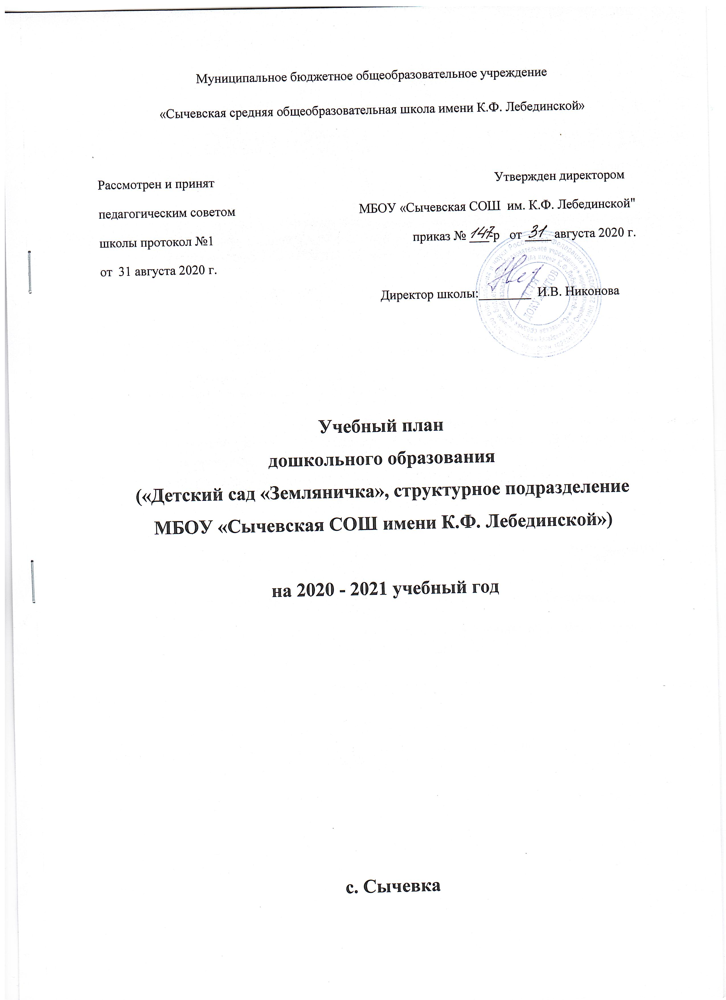 Муниципальное бюджетное общеобразовательное учреждение
«Сычевская средняя общеобразовательная школа имени К.Ф. Лебединской»
Рассмотрен и принят
педагогическим советом
школы протокол №1
от 31 августа 2020 г.
Утвержден директором
МБОУ «Сычевская СОШ им. К.Ф. Лебединской"
приказ № 147-р от 31 августа 2020 г.
Директор школы: И.В. Никонова
Учебный план
дошкольного образования
(«Детский сад «Земляничка», структурное подразделение
МБОУ «Сычевская СОШ имени К.Ф. Лебединской»)
на 2020 - 2021 учебный год
с. Сычевка